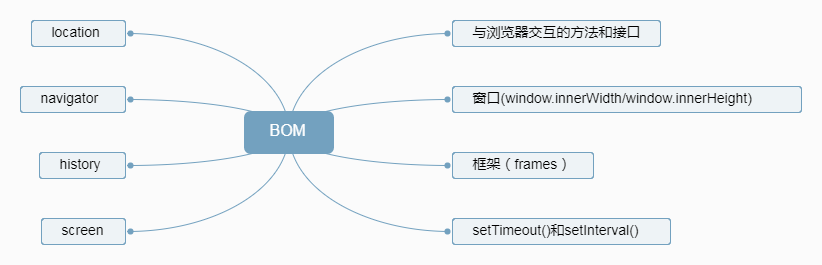 location
与浏览器交互的方法和接口
navigator
窗口(window.innerWidth/window.innerHeight)
BOM
history
框架（frames）
screen
setTimeout()和setInterval()